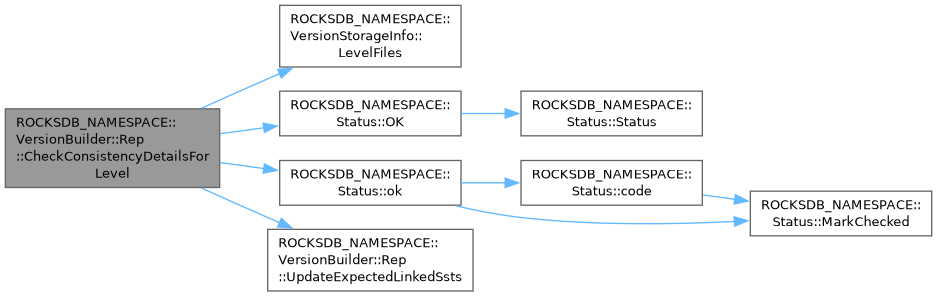 ROCKSDB_NAMESPACE::
VersionBuilder::Rep
::CheckConsistencyDetailsFor
Level
ROCKSDB_NAMESPACE::
VersionStorageInfo::
LevelFiles
ROCKSDB_NAMESPACE::
Status::OK
ROCKSDB_NAMESPACE::
Status::Status
ROCKSDB_NAMESPACE::
Status::ok
ROCKSDB_NAMESPACE::
Status::code
ROCKSDB_NAMESPACE::
Status::MarkChecked
ROCKSDB_NAMESPACE::
VersionBuilder::Rep
::UpdateExpectedLinkedSsts